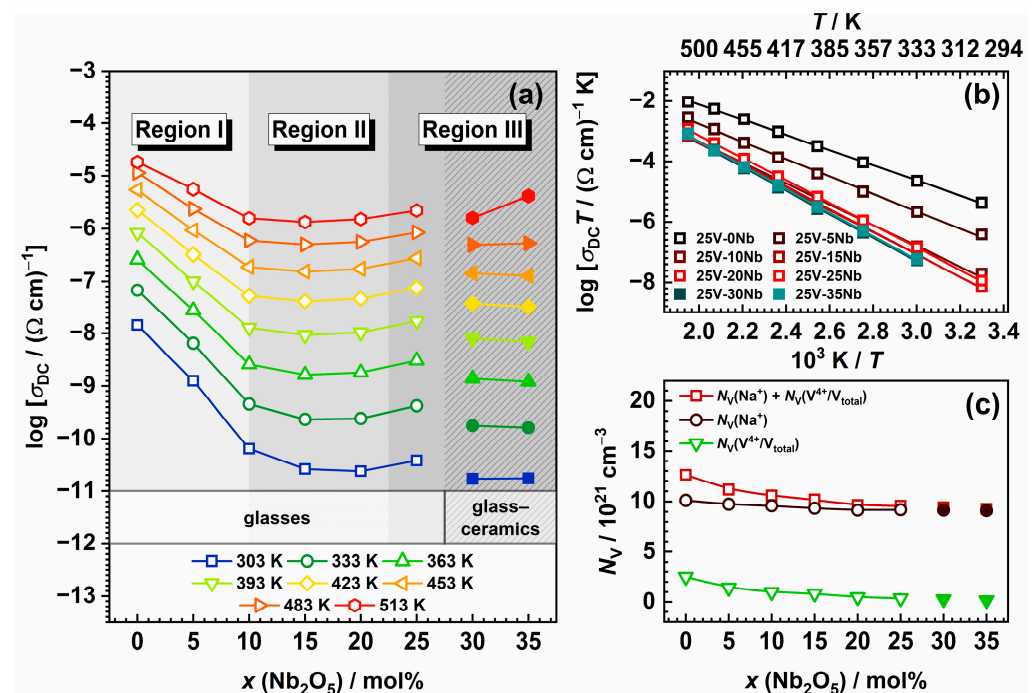 (a)
Region I
Region II
Region III
log [σDC / (Ω cm)⁻¹]
−3
−4
−5
−6
−7
−8
−9
−10
−11
−12
−13
glasses
glass–
ceramics
303 K 333 K 363 K
393 K 423 K 453 K
483 K 513 K
0 5 10 15 20 25 30 35
x (Nb₂O₅) / mol%
T / K
500 455 417 385 357 333 312 294
(b)
log [σDC T / (Ω cm)⁻¹ K]
−2
−4
−6
−8
25V-0Nb 25V-5Nb
25V-10Nb 25V-15Nb
25V-20Nb 25V-25Nb
25V-30Nb 25V-35Nb
2.0 2.2 2.4 2.6 2.8 3.0 3.2 3.4
10³ K / T
(c)
NV(Na⁺) + NV(V⁴⁺/Vtotal)
NV(Na⁺)
NV(V⁴⁺/Vtotal)
NV / 10²¹ cm⁻³
20
15
10
5
0
0 5 10 15 20 25 30 35
x (Nb₂O₅) / mol%